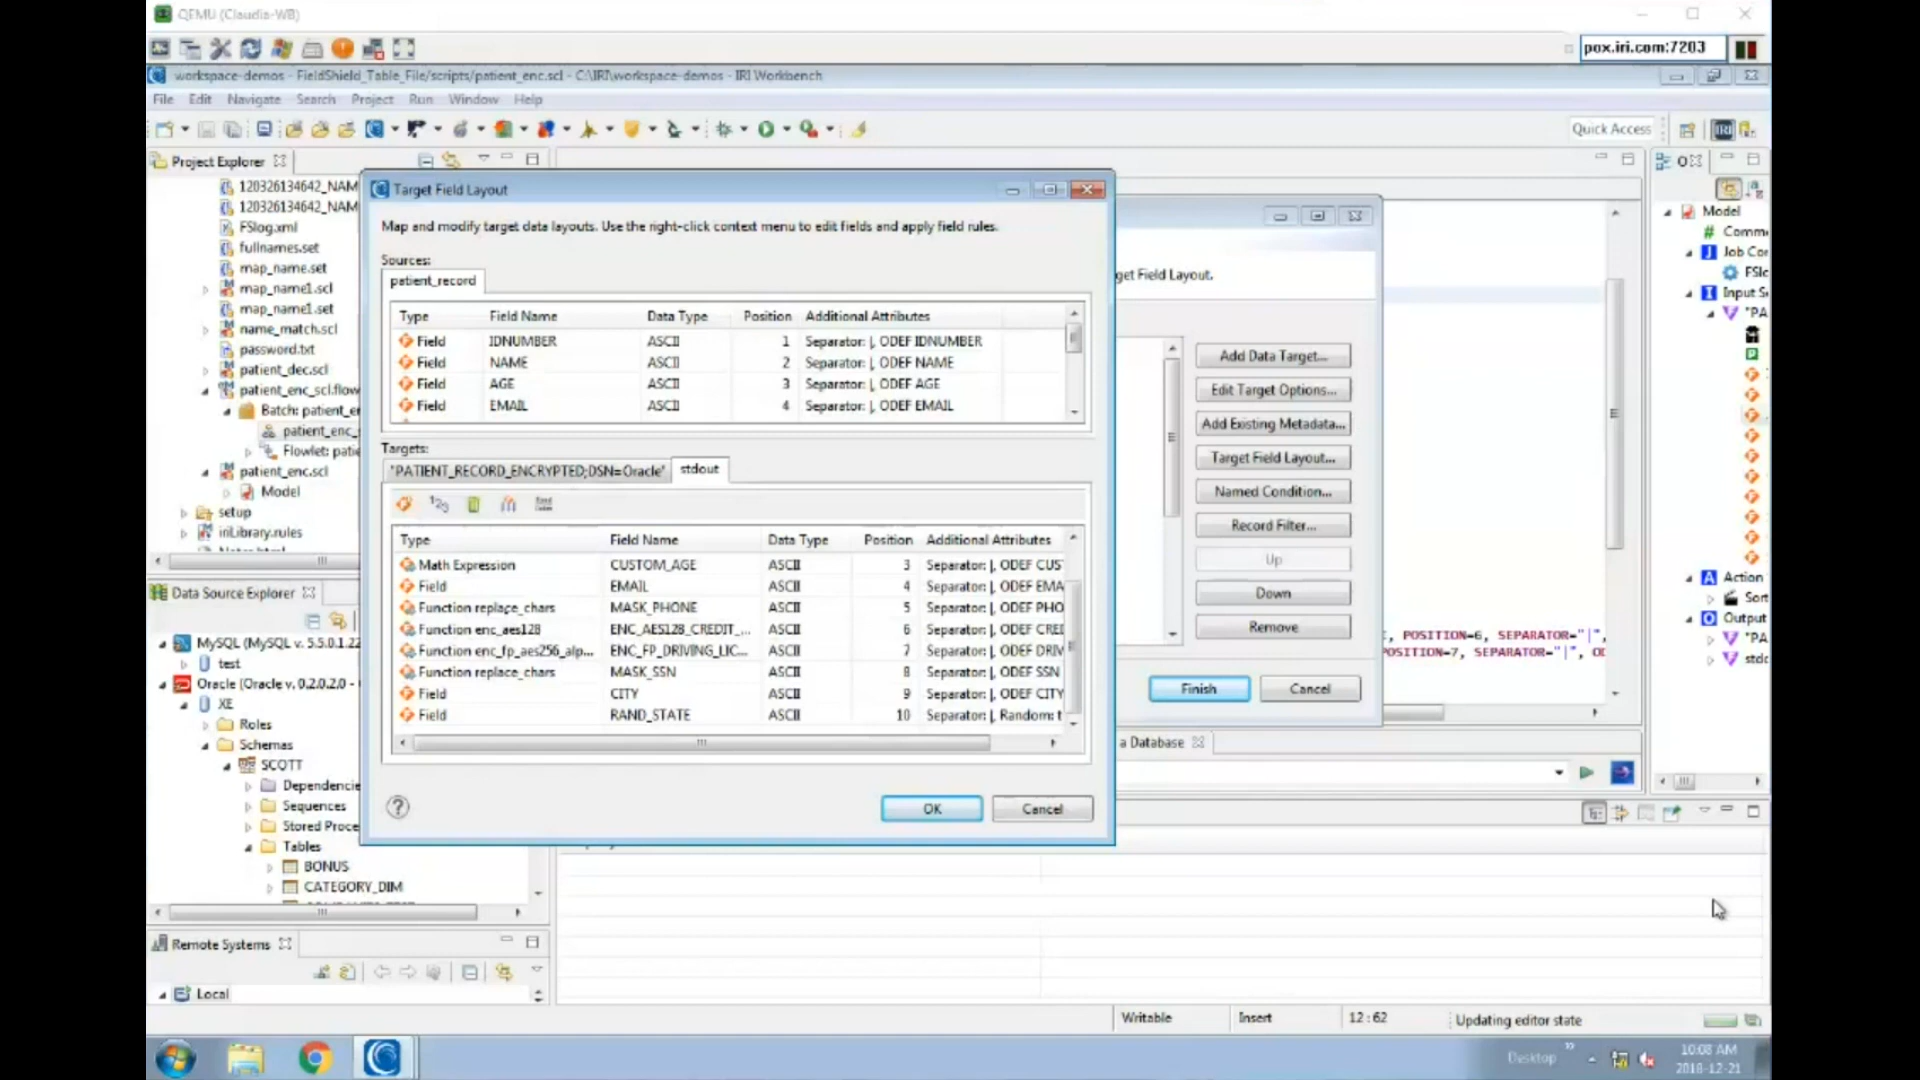 QEMU (Claudia-WB)
pox.iri.com:7203
workspace-demos - FieldShield_Table_File/scripts/patient_enc.scl - C:\IRI\workspace-demos - IRI Workbench
File Edit Navigate Search Project Run Window Help
Quick Access
Project Explorer
120326134642_NAM
120326134642_NAM
FSlog.xml
fullnames.set
map_name.set
map_name1.scl
map_name1.set
name_match.scl
password.txt
patient_dec.scl
patient_enc_scl.flow
Batch: patient_er
patient_enc_
Flowlet: patie
patient_enc.scl
Model
setup
iriLibrary.rules
Data Source Explorer
MySQL (MySQL v. 5.5.0.1.22
test
Oracle (Oracle v. 0.2.0.2.0 -
XE
Roles
Schemas
SCOTT
Dependencie
Sequences
Stored Proce
Tables
BONUS
CATEGORY_DIM
Remote Systems
Local
Target Field Layout
Map and modify target data layouts. Use the right-click context menu to edit fields and apply field rules.
Sources:
patient_record
Type Field Name Data Type Position Additional Attributes
Field IDNUMBER ASCII 1 Separator: |, ODEF IDNUMBER
Field NAME ASCII 2 Separator: |, ODEF NAME
Field AGE ASCII 3 Separator: |, ODEF AGE
Field EMAIL ASCII 4 Separator: |, ODEF EMAIL
Targets:
"PATIENT_RECORD_ENCRYPTED;DSN=Oracle" stdout
Type Field Name Data Type Position Additional Attributes
Math Expression CUSTOM_AGE ASCII 3 Separator: |, ODEF CUS
Field EMAIL ASCII 4 Separator: |, ODEF EMA
Function replace_chars MASK_PHONE ASCII 5 Separator: |, ODEF PHO
Function enc_aes128 ENC_AES128_CREDIT_... ASCII 6 Separator: |, ODEF CRE
Function enc_fp_aes256_alp... ENC_FP_DRIVING_LIC... ASCII 7 Separator: |, ODEF DRIV
Function replace_chars MASK_SSN ASCII 8 Separator: |, ODEF SSN
Field CITY ASCII 9 Separator: |, ODEF CITY
Field RAND_STATE ASCII 10 Separator: |, Random: t
OK Cancel
get Field Layout.
Add Data Target...
Edit Target Options...
Add Existing Metadata...
Target Field Layout...
Named Condition...
Record Filter...
Up
Down
Remove
Finish Cancel
, POSITION=6, SEPARATOR="|",
OSITION=7, SEPARATOR="|", OD
a Database
Model
Comm
Job Cor
FSlc
Input S
"PA
Action
Sor
Output
"PA
stdc
Writable Insert 12:62 Updating editor state
Desktop
10:08 AM
2018-12-21